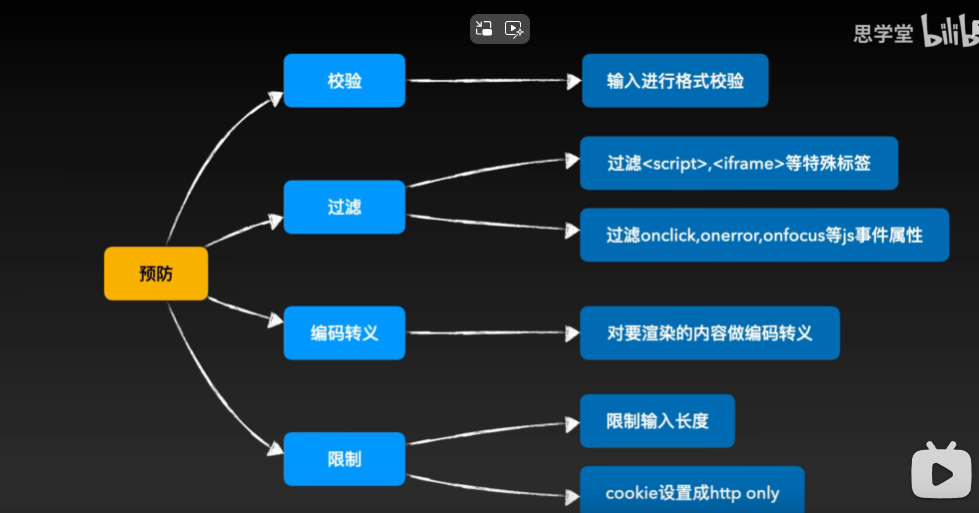 思学堂
校验
输入进行格式校验
过滤<script>,<iframe>等特殊标签
过滤
过滤onclick,onerror,onfocus等js事件属性
预防
编码转义
对要渲染的内容做编码转义
限制输入长度
限制
cookie设置成http only